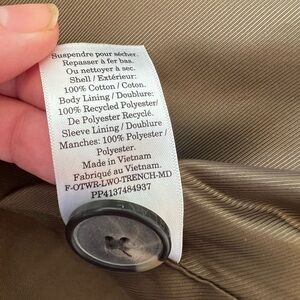 Suspendre pour sécher.
Repasser à fer bas.
Ou nettoyer à sec.
Shell / Extérieur:
100% Cotton / Coton.
Body Lining / Doublure:
100% Recycled Polyester/
De Polyester Recyclé.
Sleeve Lining / Doublure
Manches: 100% Polyester /
Polyester.
Made in Vietnam
Fabriqué au Vietnam.
F-OTWR-LWO-TRENCH-MD
PP4137484937